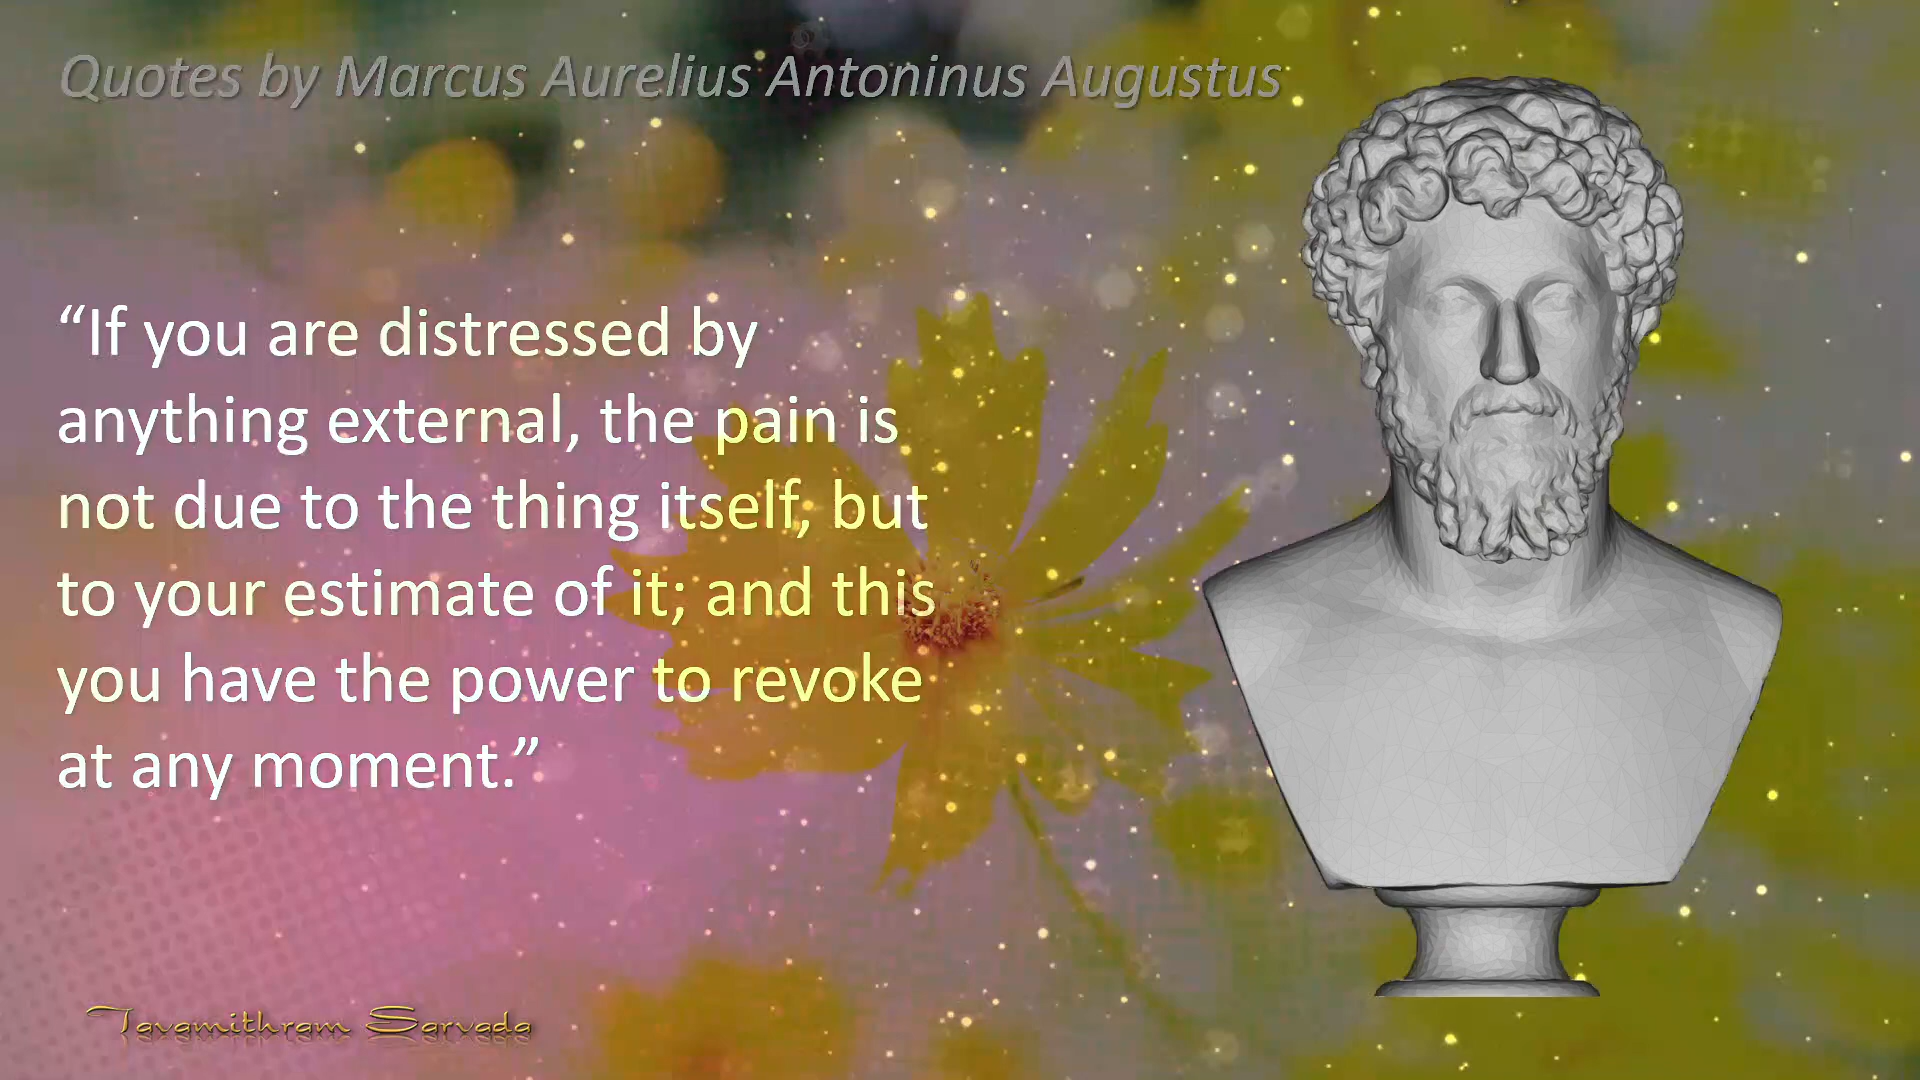 Quotes by Marcus Aurelius Antoninus Augustus
“If you are distressed by
anything external, the pain is
not due to the thing itself, but
to your estimate of it; and this
you have the power to revoke
at any moment.”
Tavamithram Sarvada